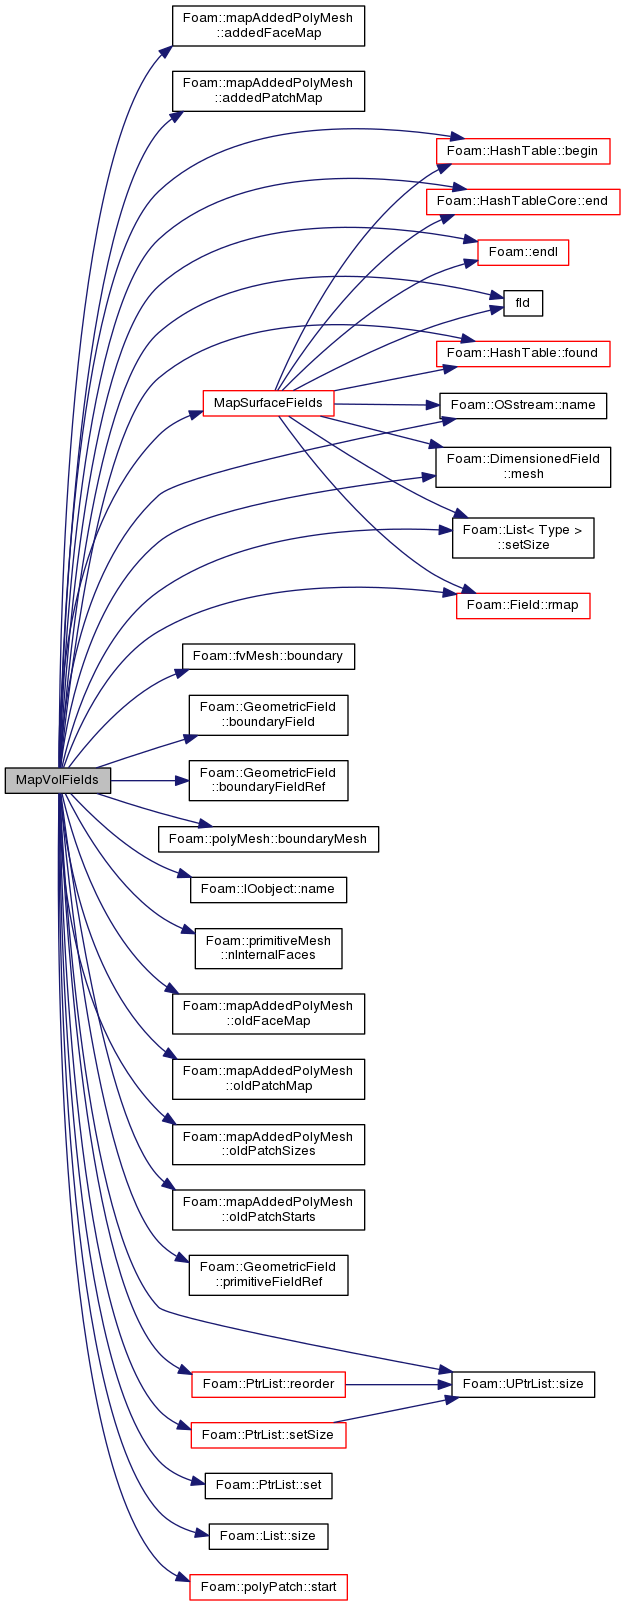 Foam::mapAddedPolyMesh
::addedFaceMap
Foam::mapAddedPolyMesh
::addedPatchMap
Foam::HashTable::begin
Foam::HashTableCore::end
Foam::endl
fld
Foam::HashTable::found
MapSurfaceFields
Foam::OSstream::name
Foam::DimensionedField
::mesh
Foam::List< Type >
::setSize
Foam::Field::rmap
Foam::fvMesh::boundary
Foam::GeometricField
::boundaryField
MapVolFields
Foam::GeometricField
::boundaryFieldRef
Foam::polyMesh::boundaryMesh
Foam::IOobject::name
Foam::primitiveMesh
::nInternalFaces
Foam::mapAddedPolyMesh
::oldFaceMap
Foam::mapAddedPolyMesh
::oldPatchMap
Foam::mapAddedPolyMesh
::oldPatchSizes
Foam::mapAddedPolyMesh
::oldPatchStarts
Foam::GeometricField
::primitiveFieldRef
Foam::PtrList::reorder
Foam::UPtrList::size
Foam::PtrList::setSize
Foam::PtrList::set
Foam::List::size
Foam::polyPatch::start